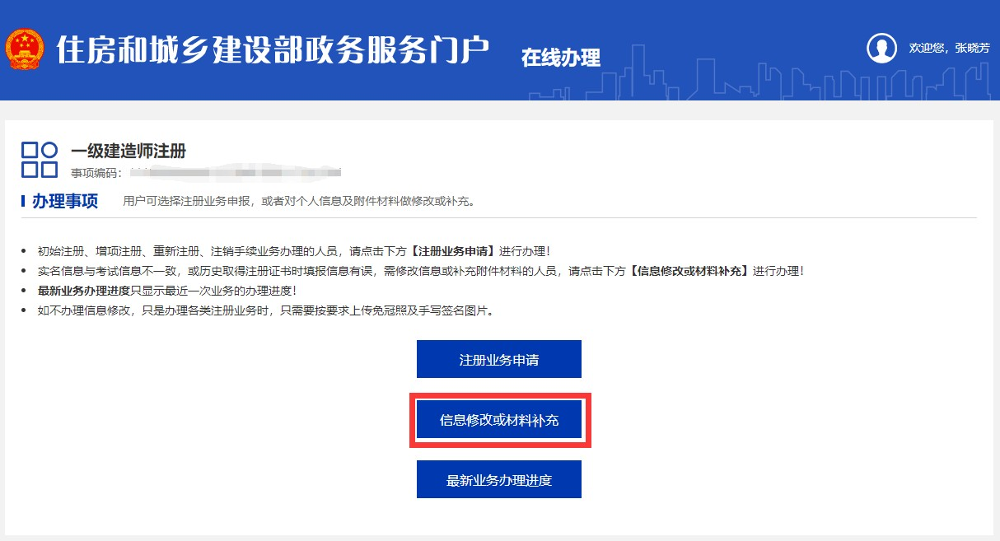 住房和城乡建设部政务服务门户 在线办理 欢迎您，张晓芳
一级建造师注册
事项编码：
办理事项 用户可选择注册业务申报，或者对个人信息及附件材料做修改或补充。
初始注册、增项注册、重新注册、注销手续业务办理的人员，请点击下方【注册业务申请】进行办理！
实名信息与考试信息不一致，或历史取得注册证书时填报信息有误，需修改信息或补充附件材料的人员，请点击下方【信息修改或材料补充】进行办理！
最新业务办理进度只显示最近一次业务的办理进度！
如不办理信息修改，只是办理各类注册业务时，只需要按要求上传免冠照及手写签名图片。
注册业务申请
信息修改或材料补充
最新业务办理进度